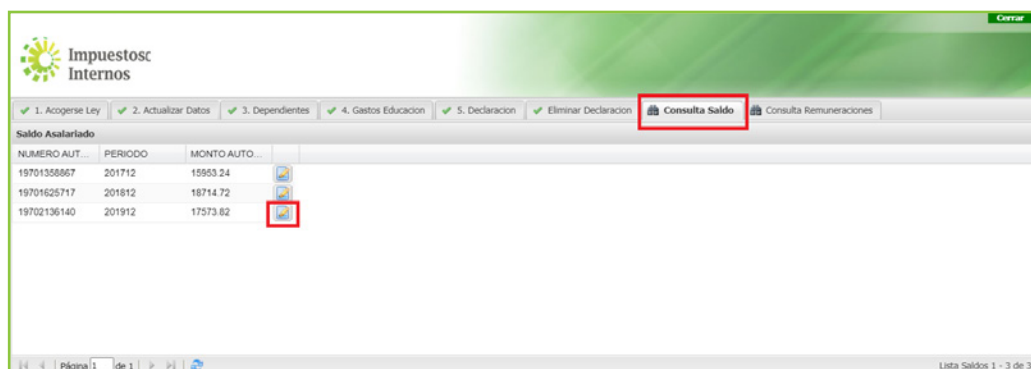 Cerrar
Impuestosc
Internos
1. Acogerse Ley 2. Actualizar Datos 3. Dependientes 4. Gastos Educacion 5. Declaracion Eliminar Declaracion Consulta Saldo Consulta Remuneraciones
Saldo Asalariado
NUMERO AUT... PERIODO MONTO AUTO...
19701358867 201712 15953.24
19701625717 201812 18714.72
19702136140 201912 17573.82
Página 1 de 1 Lista Saldos 1 - 3 de 3